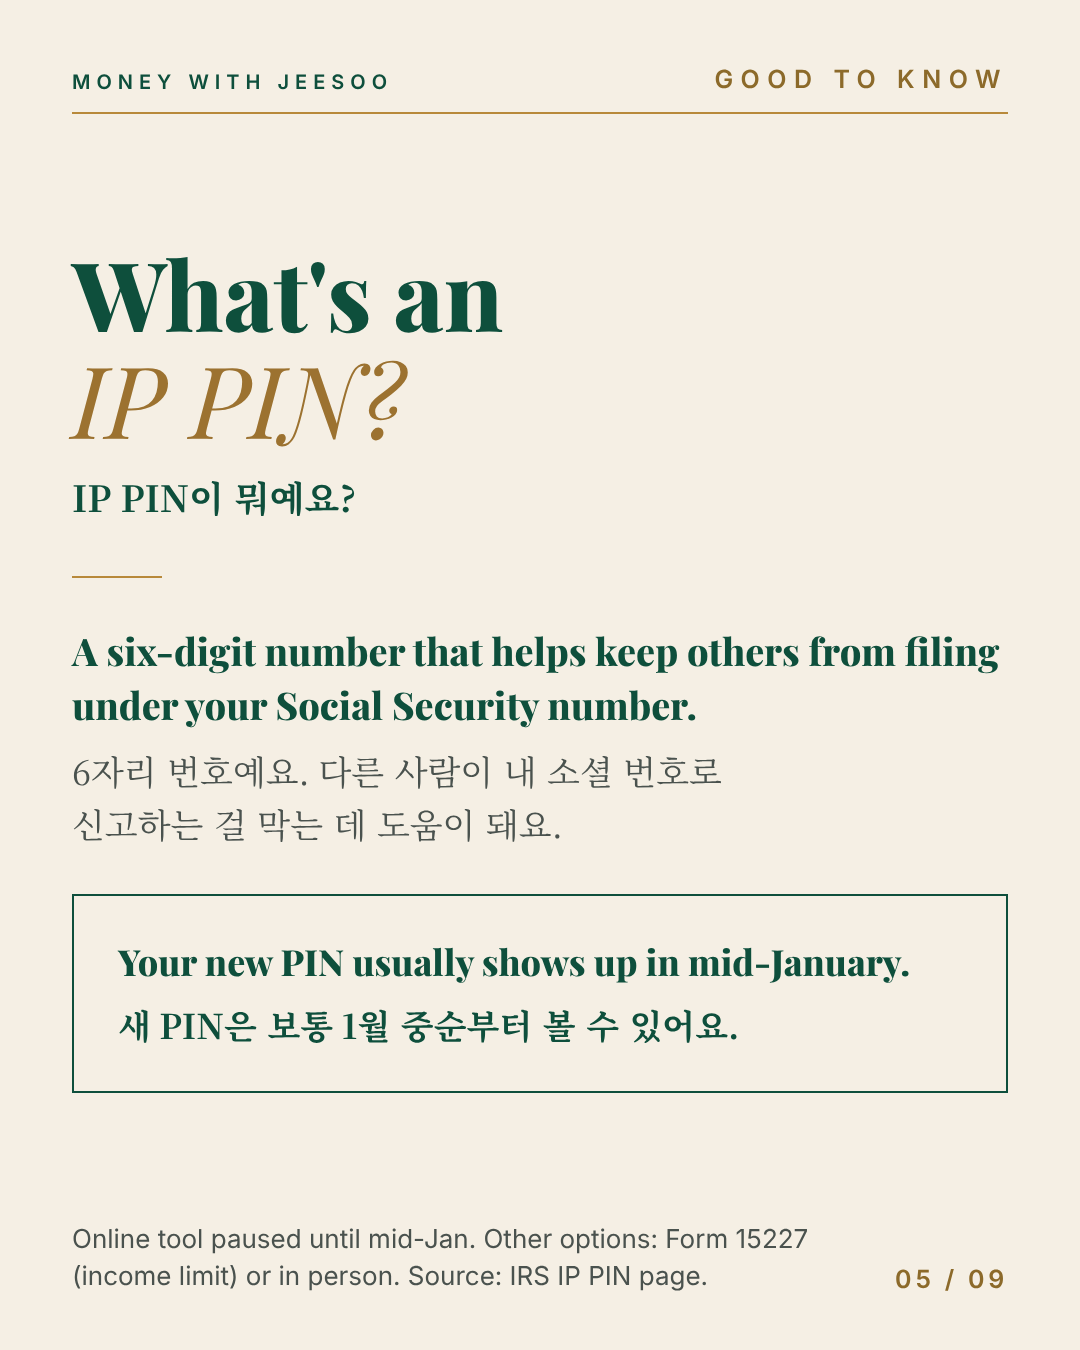 MONEY WITH JEESOO
GOOD TO KNOW
What's an
IP PIN?
IP PIN이 뭐예요?
A six-digit number that helps keep others from filing
under your Social Security number.
6자리 번호예요. 다른 사람이 내 소셜 번호로
신고하는 걸 막는 데 도움이 돼요.
Your new PIN usually shows up in mid-January.
새 PIN은 보통 1월 중순부터 볼 수 있어요.
Online tool paused until mid-Jan. Other options: Form 15227
(income limit) or in person. Source: IRS IP PIN page.
05 / 09